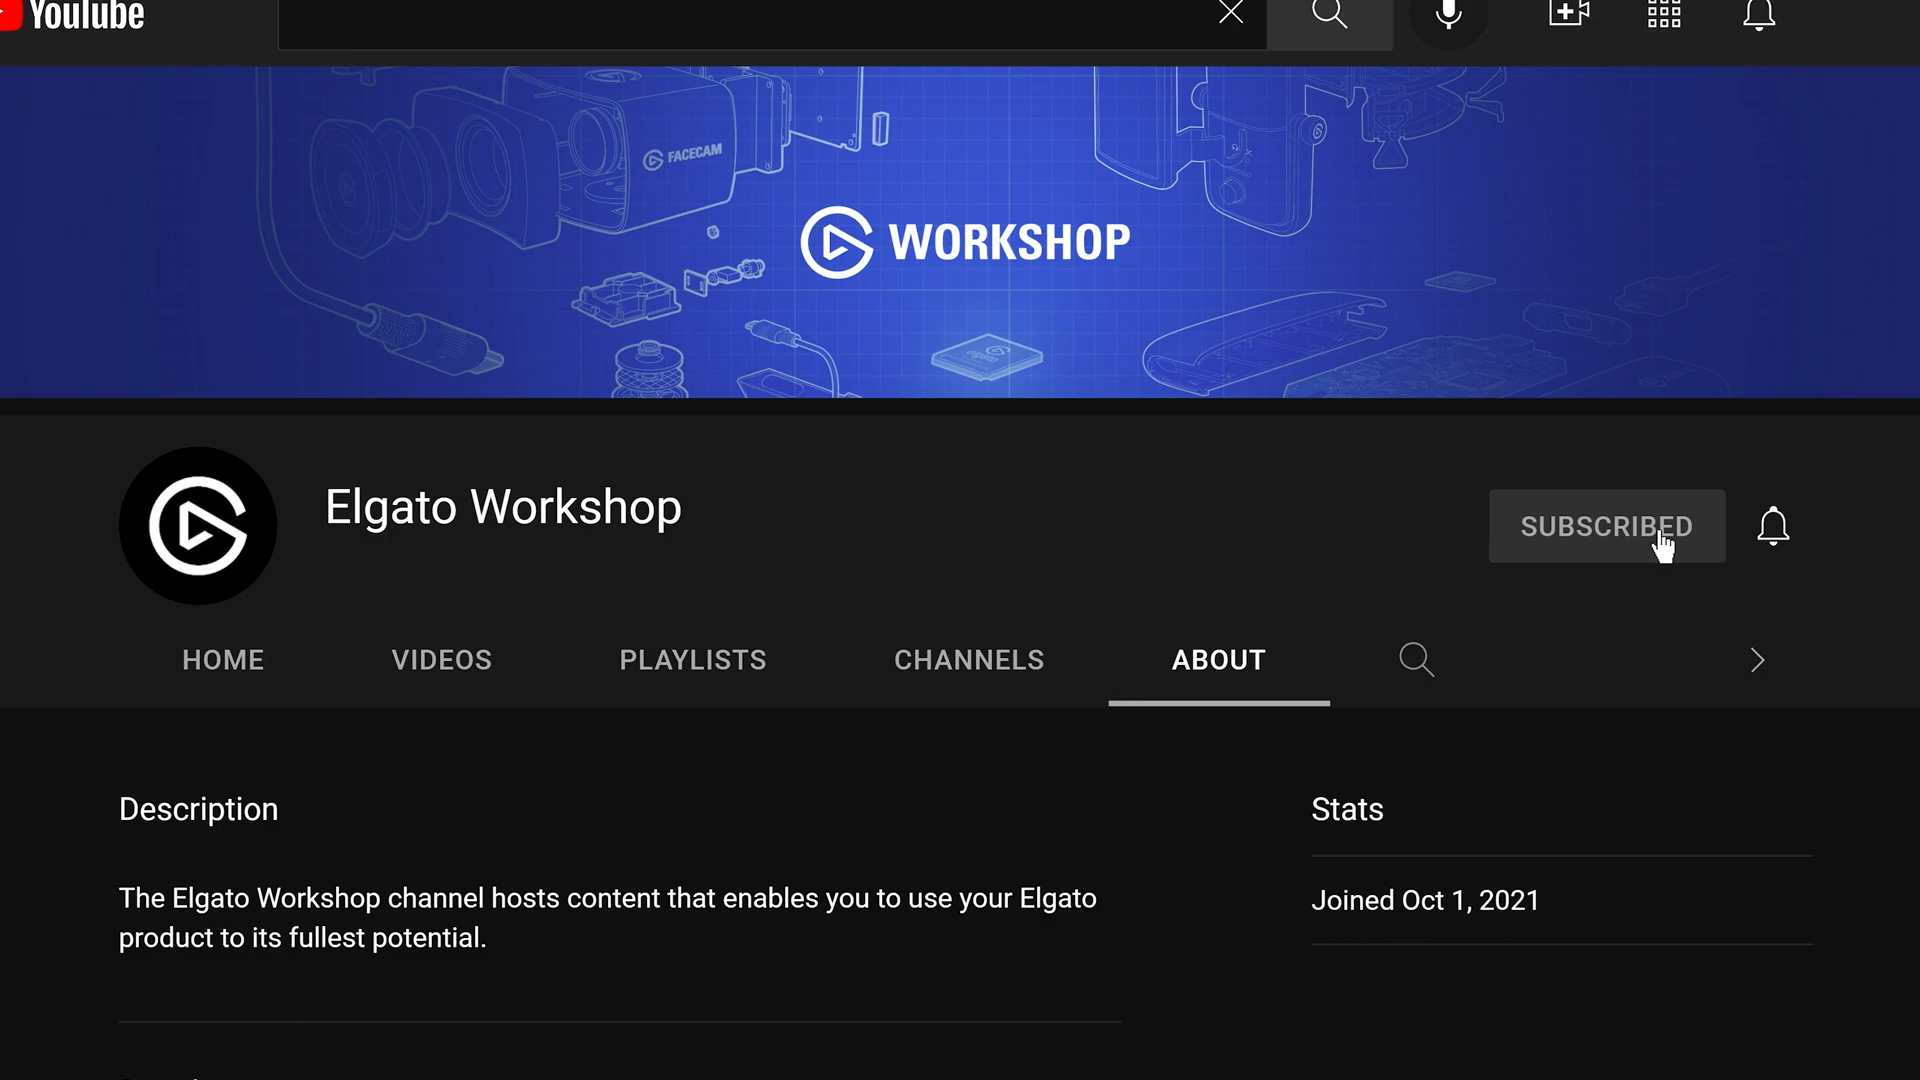 YouTube
FACECAM
WORKSHOP
elgato
Elgato Workshop
SUBSCRIBED
HOME
VIDEOS
PLAYLISTS
CHANNELS
ABOUT
Description
Stats
The Elgato Workshop channel hosts content that enables you to use your Elgato
product to its fullest potential.
Joined Oct 1, 2021